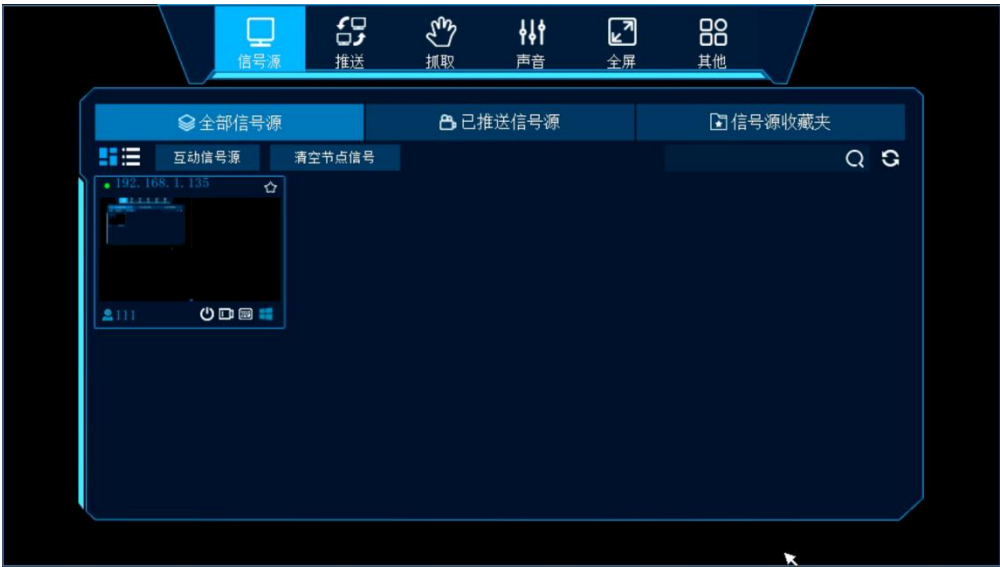 信号源 推送 抓取 声音 全屏 其他
全部信号源 已推送信号源 信号源收藏夹
互动信号源 清空节点信号
192.168.1.135
111